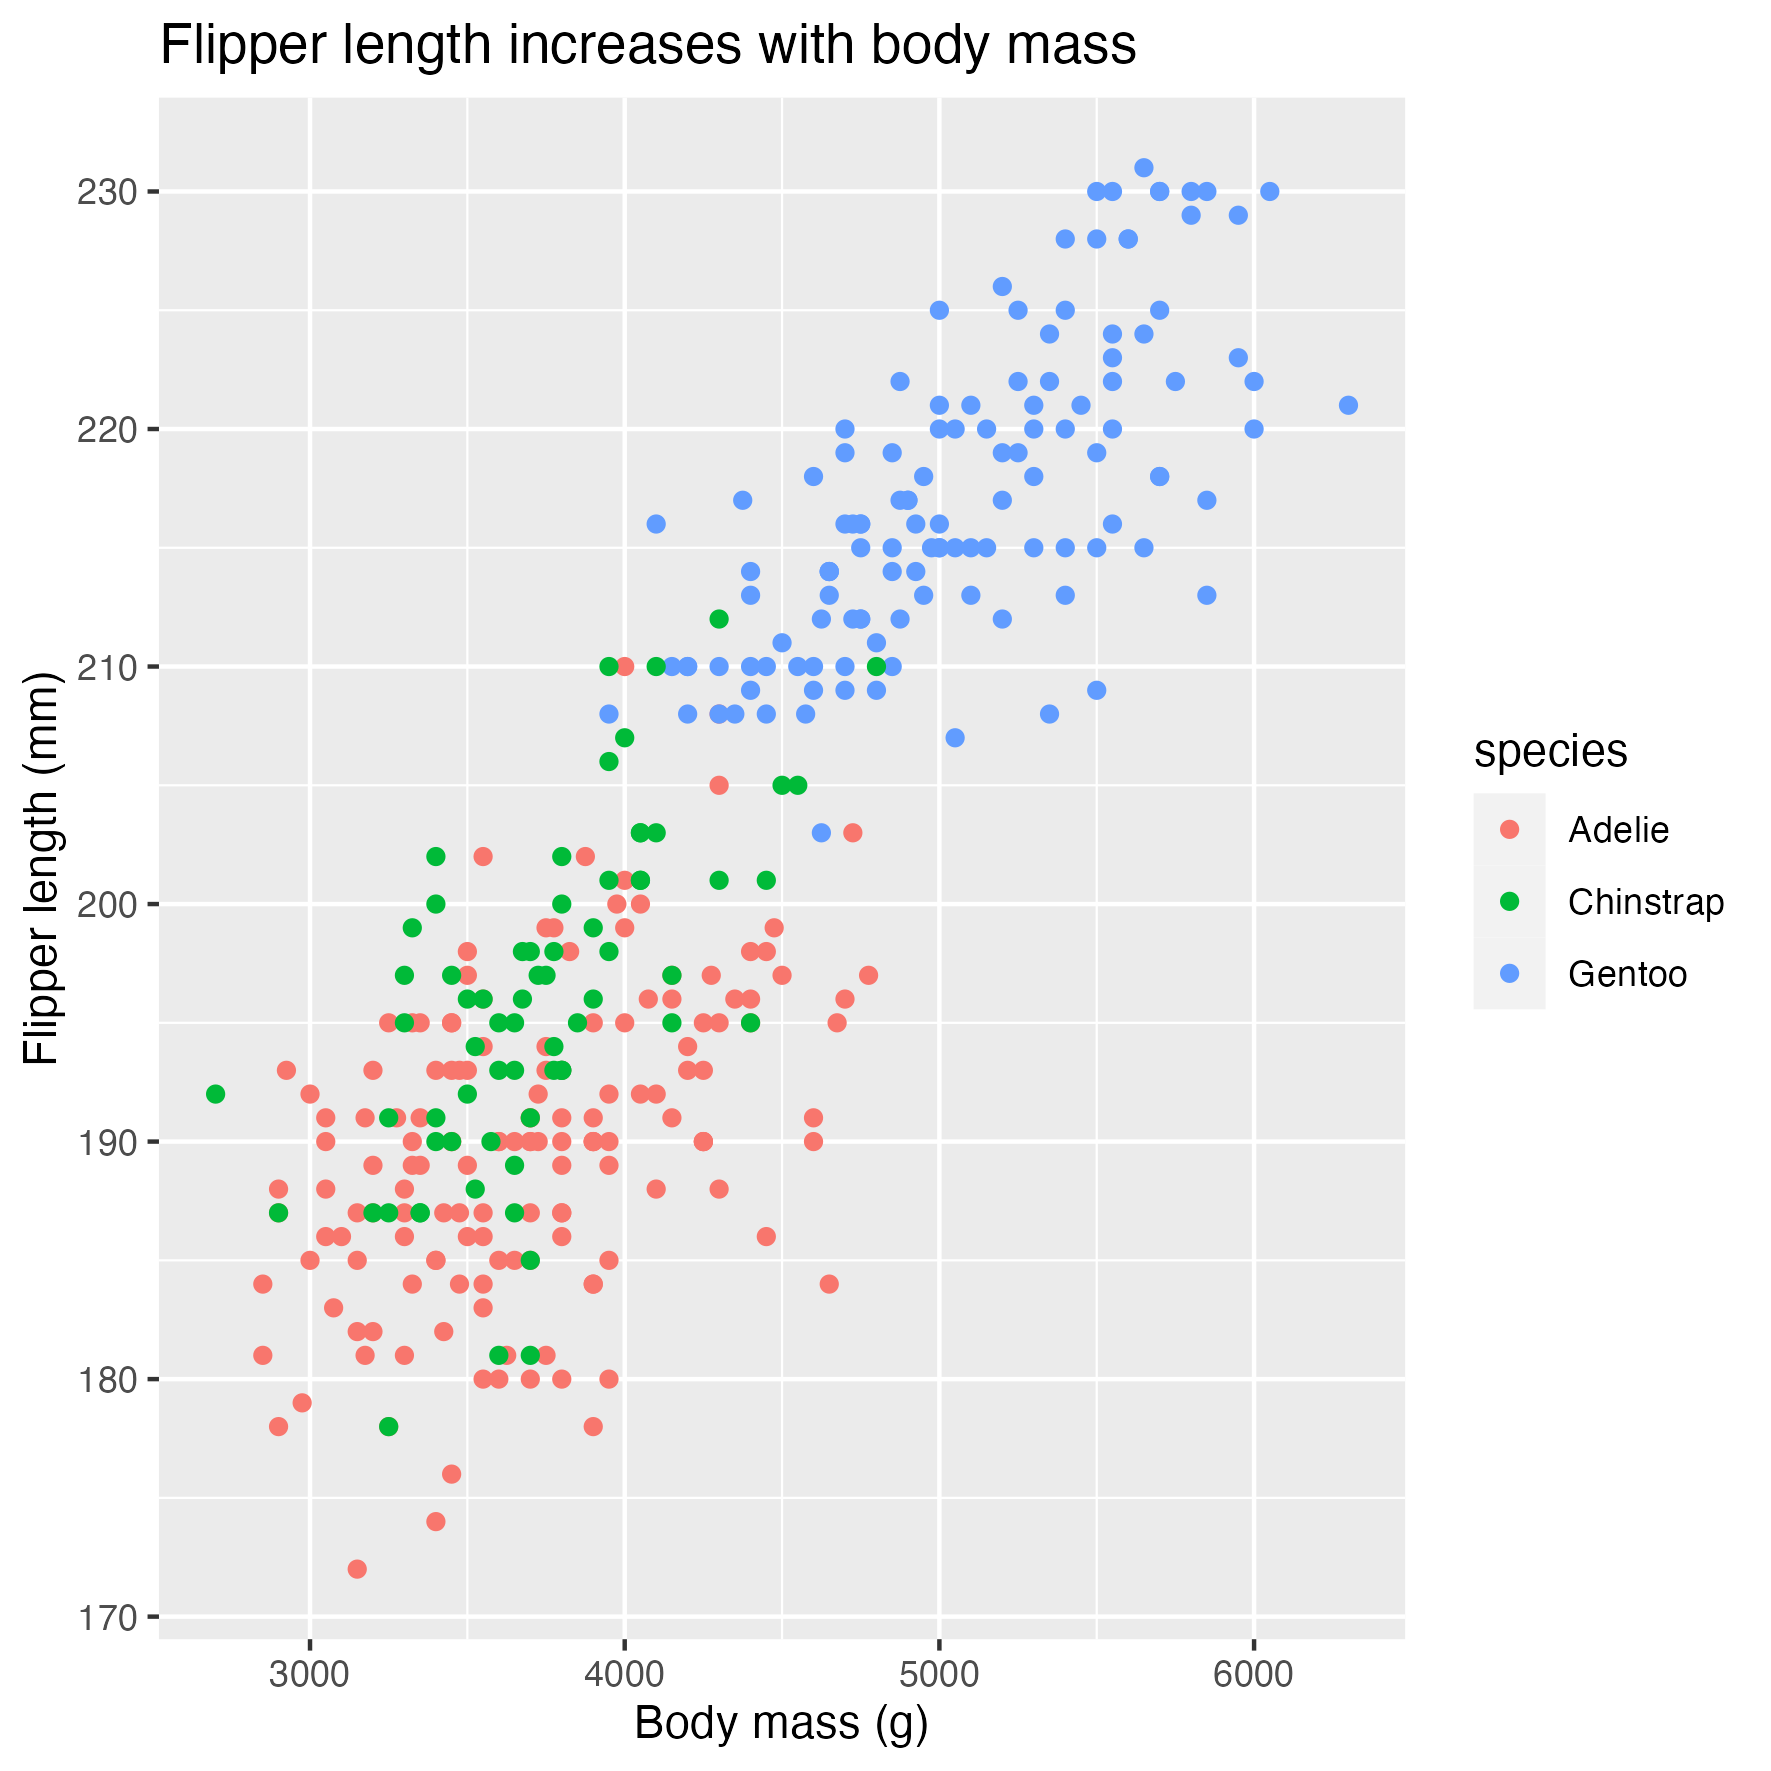 Flipper length increases with body mass
Flipper length (mm)
230
220
210
200
190
180
170
3000 4000 5000 6000
Body mass (g)
species
Adelie
Chinstrap
Gentoo